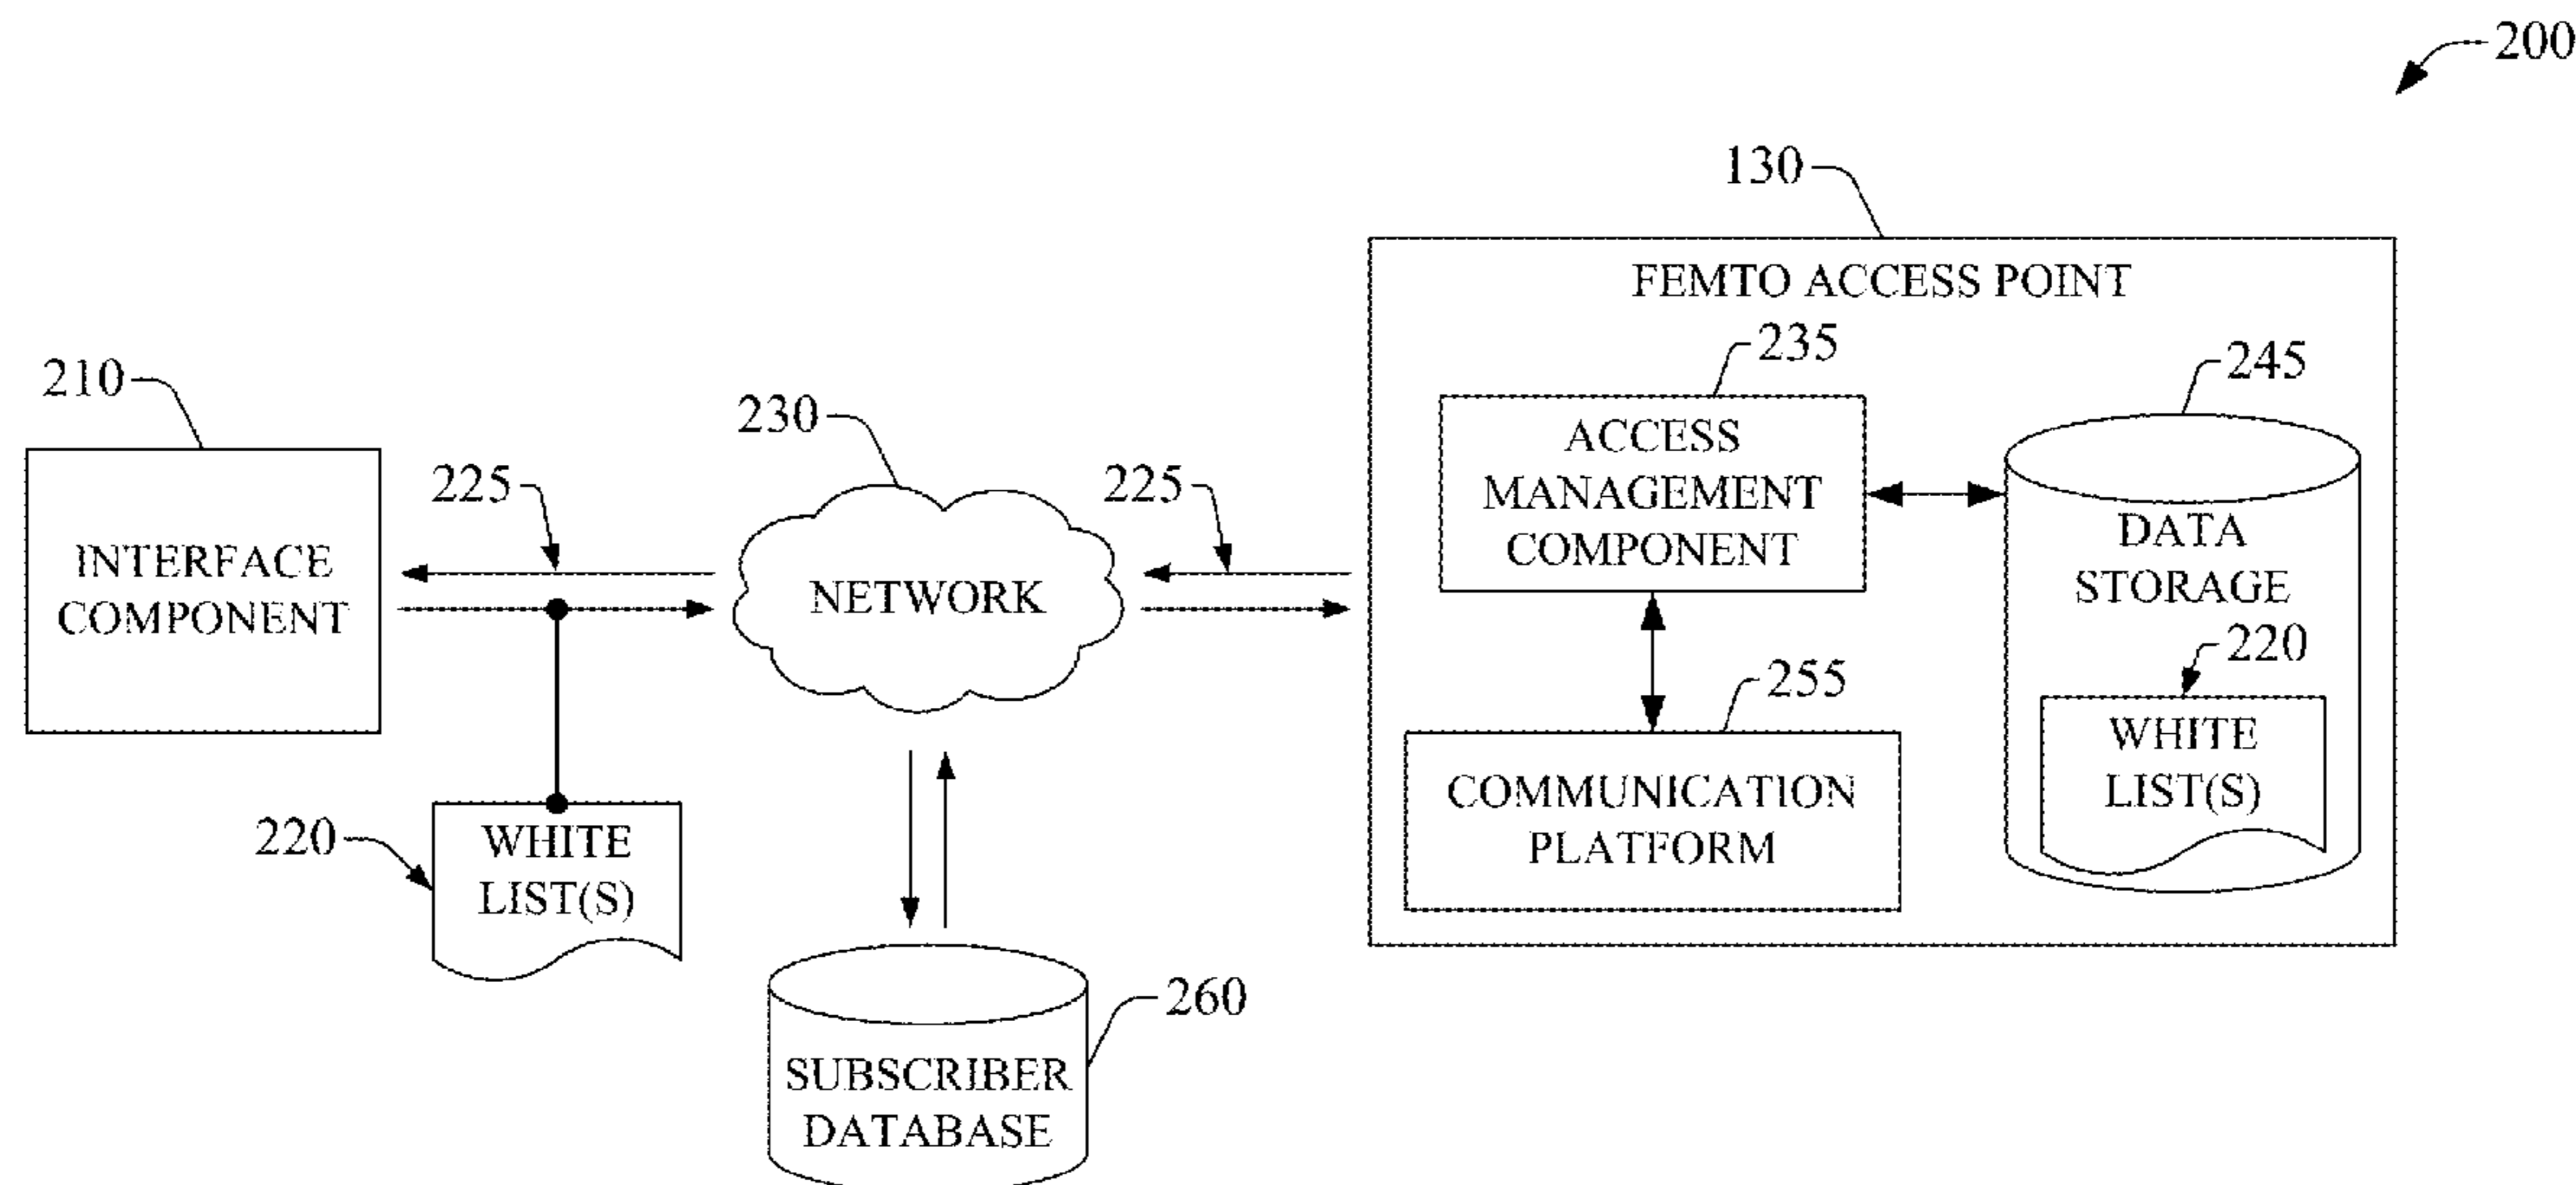 200
130
FEMTO ACCESS POINT
235
245
210
230
ACCESS
MANAGEMENT
COMPONENT
225
225
DATA
STORAGE
INTERFACE
COMPONENT
NETWORK
220
255
WHITE
LIST(S)
COMMUNICATION
PLATFORM
220
WHITE
LIST(S)
260
SUBSCRIBER
DATABASE